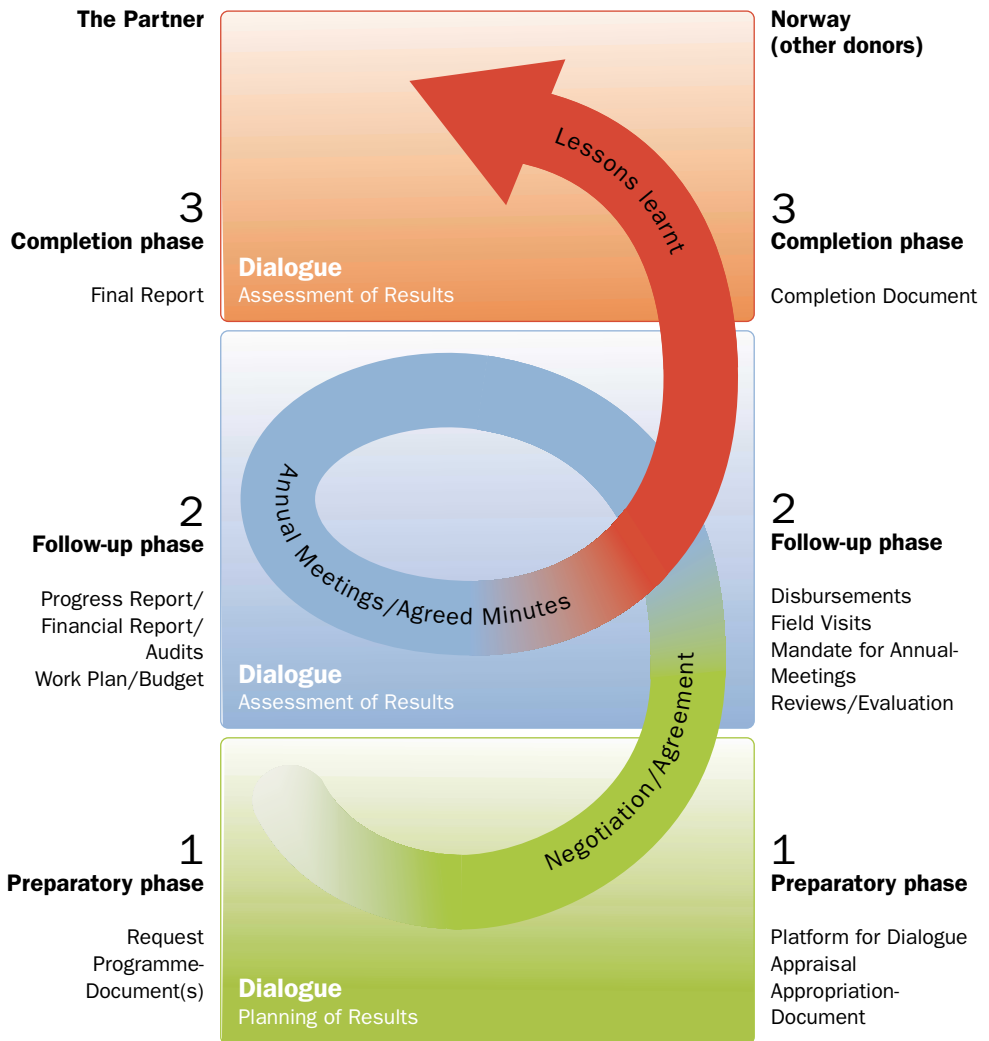 The Partner
Norway
(other donors)
Lessons learnt
3
Completion phase
Final Report
Dialogue
Assessment of Results
3
Completion phase
Completion Document
Annual Meetings/Agreed Minutes
2
Follow-up phase
Progress Report/
Financial Report/
Audits
Work Plan/Budget
Dialogue
Assessment of Results
2
Follow-up phase
Disbursements
Field Visits
Mandate for Annual-
Meetings
Reviews/Evaluation
Negotiation/Agreement
1
Preparatory phase
Request
Programme-
Document(s)
Dialogue
Planning of Results
1
Preparatory phase
Platform for Dialogue
Appraisal
Appropriation-
Document